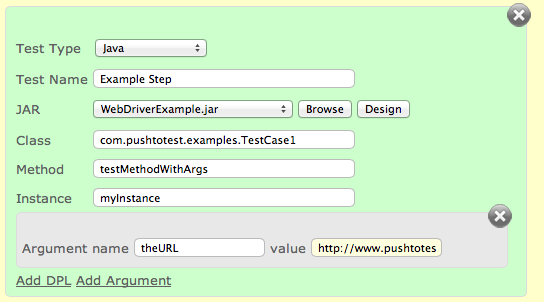 Test Type Java
Test Name Example Step
JAR WebDriverExample.jar Browse Design
Class com.pushtotest.examples.TestCase1
Method testMethodWithArgs
Instance myInstance
Argument name theURL value http://www.pushtotes
Add DPL Add Argument